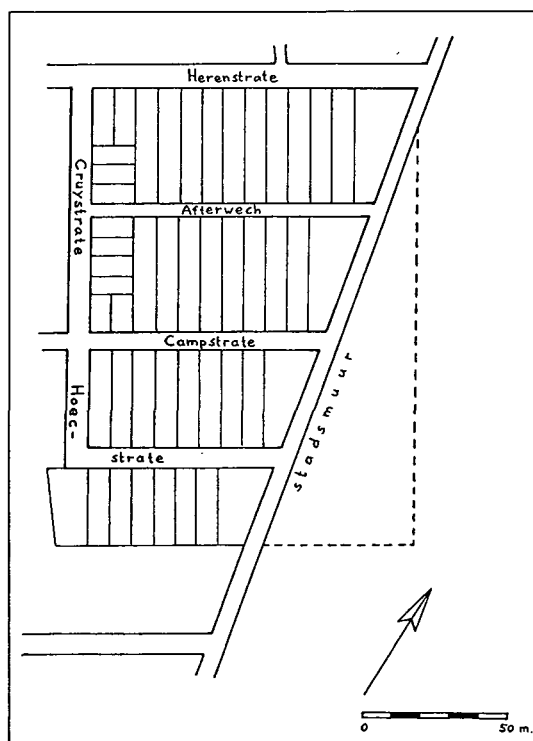 Herenstrate
Cruystrate
Afterwech
Campstrate
Hoec-
strate
stadsmuur
0 50 m.